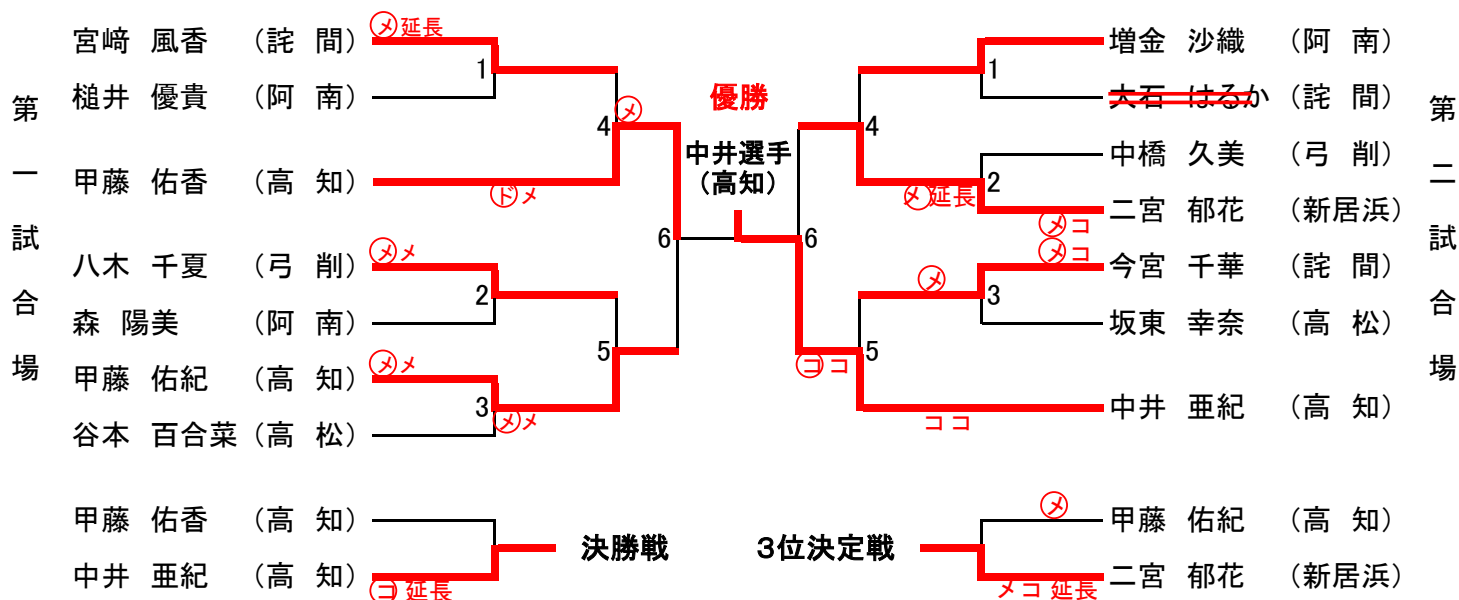 第一試合場
宮﨑 風香 （詫 間）
㋱延長
1
槌井 優貴 （阿 南）
4
㋱
甲藤 佑香 （高 知）
㋣゙メ
6
八木 千夏 （弓 削）
㋱メ
2
森 陽美 （阿 南）
5
甲藤 佑紀 （高 知）
㋱メ
3
㋱メ
谷本 百合菜（高 松）
優勝
中井選手
（高知）
増金 沙織 （阿 南）
1
大石 はるか （詫 間）
4
中橋 久美 （弓 削）
2
㋱延長
二宮 郁花 （新居浜）
㋱コ
6
㋱コ
今宮 千華 （詫 間）
㋱
3
坂東 幸奈 （高 松）
5
㋙コ
中井 亜紀 （高 知）
ココ
第二試合場
甲藤 佑香 （高 知）
決勝戦
中井 亜紀 （高 知）
㋙延長
3位決定戦
㋱
甲藤 佑紀 （高 知）
メコ 延長
二宮 郁花 （新居浜）